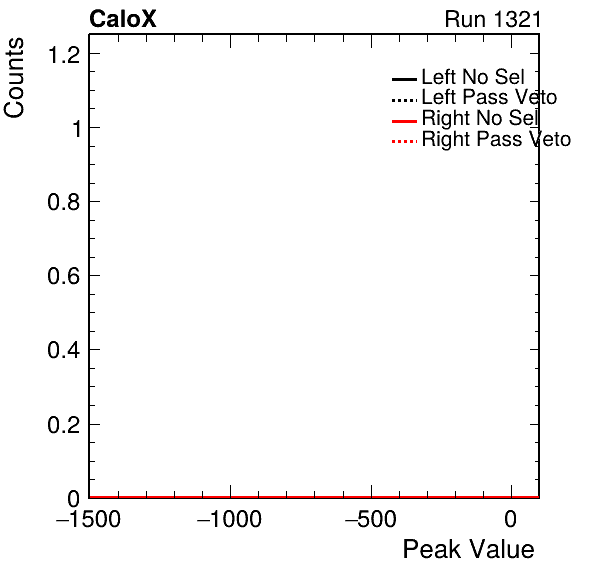 CaloX Run 1321
Counts
1.2
Left No Sel
Left Pass Veto
Right No Sel
Right Pass Veto
1
0.8
0.6
0.4
0.2
0
−1500 −1000 −500 0
Peak Value